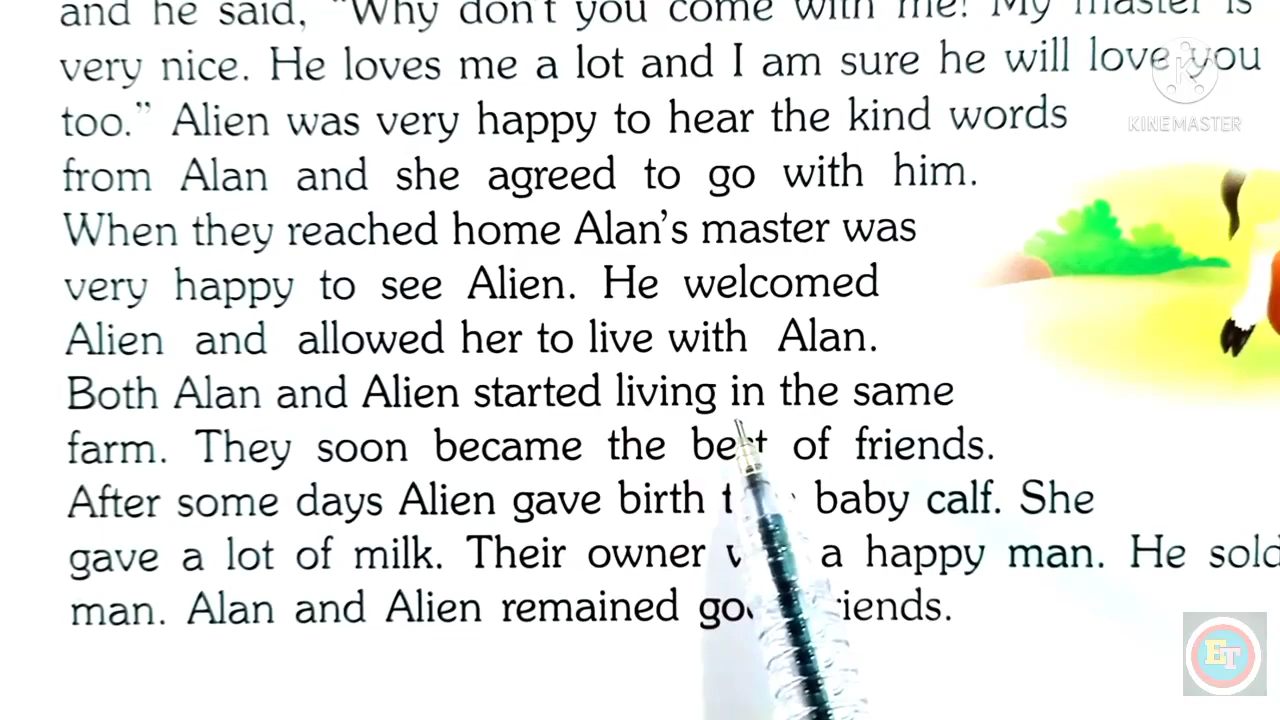 and he said, "Why don't you come with me! My master is
very nice. He loves me a lot and I am sure he will love you
too." Alien was very happy to hear the kind words
from Alan and she agreed to go with him.
When they reached home Alan's master was
very happy to see Alien. He welcomed
Alien and allowed her to live with Alan.
Both Alan and Alien started living in the same
farm. They soon became the best of friends.
After some days Alien gave birth baby calf. She
gave a lot of milk. Their owner a happy man. He sold
man. Alan and Alien remained
KINEMASTER
ET